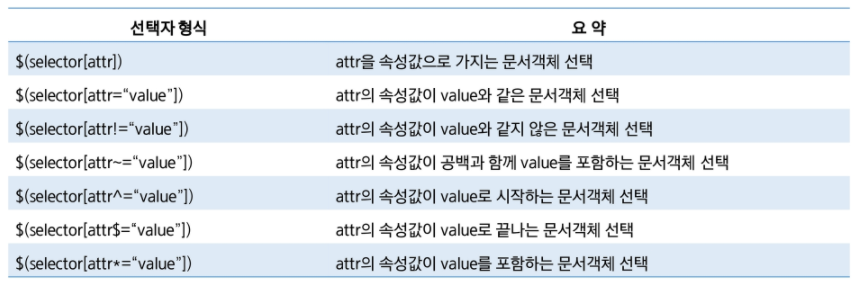 선택자 형식 요 약
$(selector[attr]) attr을 속성값으로 가지는 문서객체 선택
$(selector[attr=“value”]) attr의 속성값이 value와 같은 문서객체 선택
$(selector[attr!=“value”]) attr의 속성값이 value와 같지 않은 문서객체 선택
$(selector[attr~=“value”]) attr의 속성값이 공백과 함께 value를 포함하는 문서객체 선택
$(selector[attr^=“value”]) attr의 속성값이 value로 시작하는 문서객체 선택
$(selector[attr$=“value”]) attr의 속성값이 value로 끝나는 문서객체 선택
$(selector[attr*=“value”]) attr의 속성값이 value를 포함하는 문서객체 선택